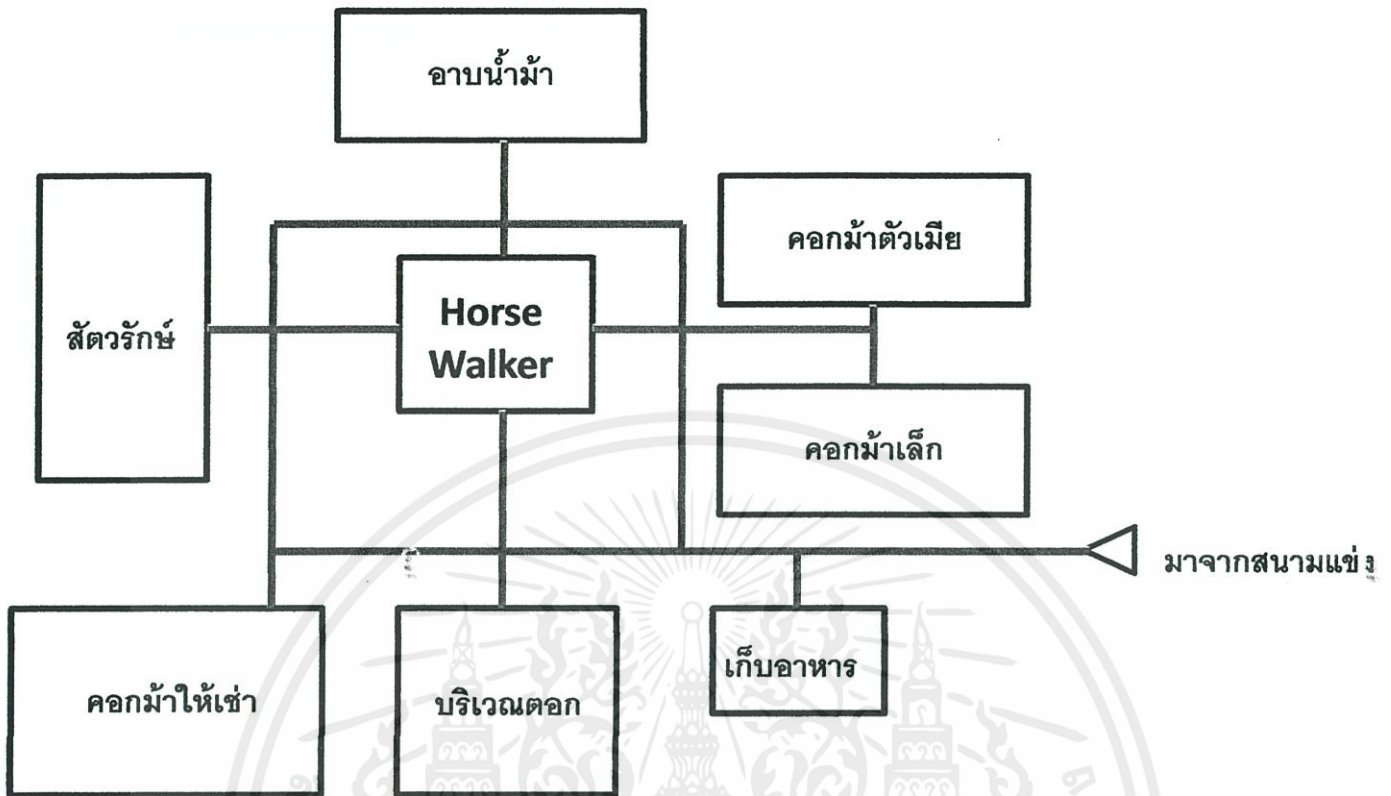 อาบน้ำม้า
คอกม้าตัวเมีย
สัตวรักษ์
Horse
Walker
คอกม้าเล็ก
มาจากสนามแข่ง
คอกม้าให้เช่า
บริเวณตอก
เก็บอาหาร